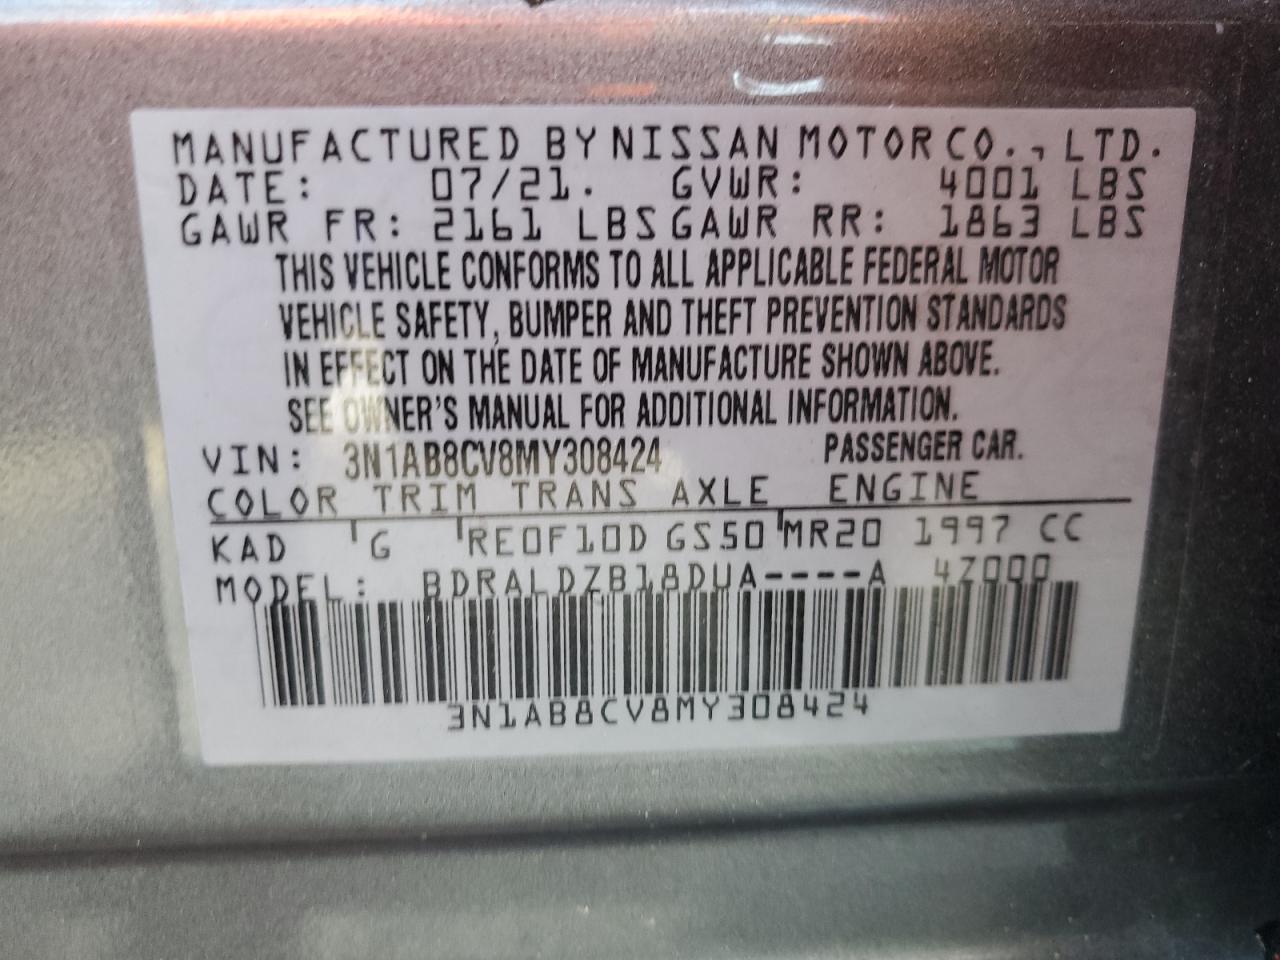 MANUFACTURED BY NISSAN MOTOR CO., LTD.
DATE: 07/21. GVWR: 4001 LBS
GAWR FR: 2161 LBS GAWR RR: 1863 LBS
THIS VEHICLE CONFORMS TO ALL APPLICABLE FEDERAL MOTOR
VEHICLE SAFETY, BUMPER AND THEFT PREVENTION STANDARDS
IN EFFECT ON THE DATE OF MANUFACTURE SHOWN ABOVE.
SEE OWNER'S MANUAL FOR ADDITIONAL INFORMATION.
VIN: 3N1AB8CV8MY308424 PASSENGER CAR.
COLOR TRIM TRANS AXLE ENGINE
KAD G RE0F10D GS50 MR20 1997 CC
MODEL: BDRALDZB18DUA----A 4Z000
3N1AB8CV8MY308424